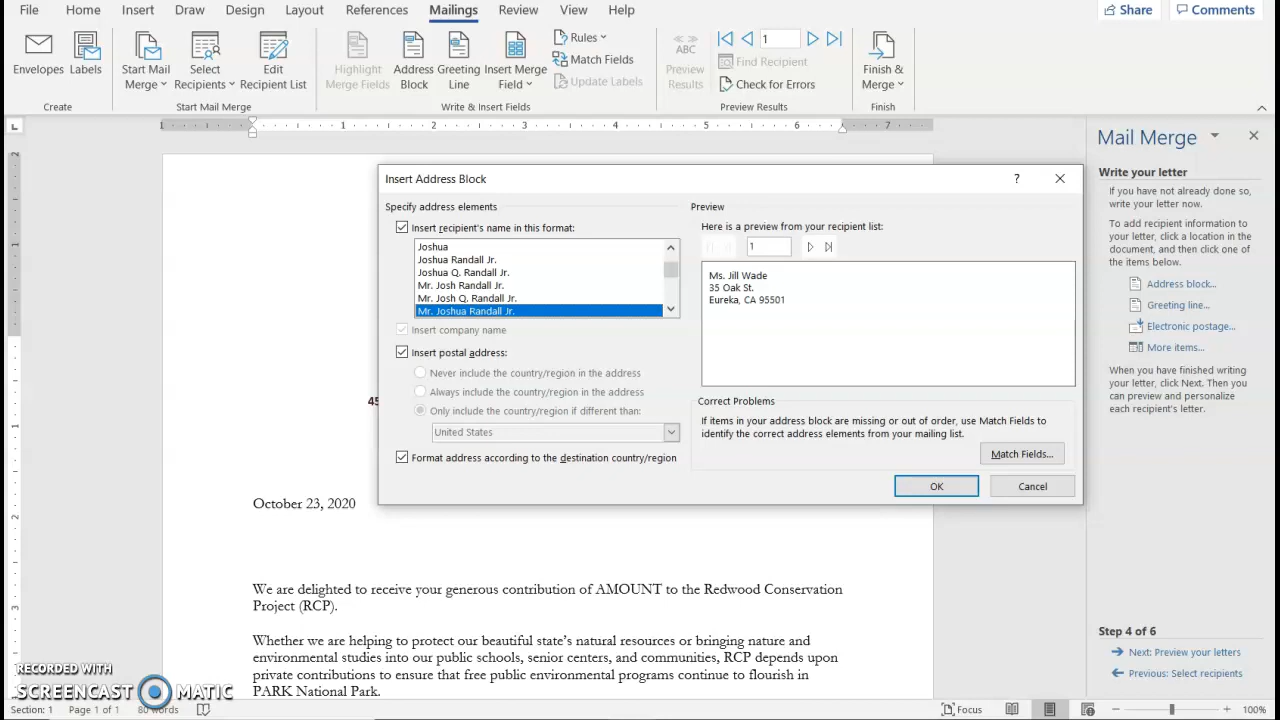 File Home Insert Draw Design Layout References Mailings Review View Help Share Comments
Envelopes Labels Start Mail Merge Select Recipients Edit Recipient List Highlight Merge Fields Address Block Greeting Line Insert Merge Field Rules Match Fields Update Labels Preview Results ABC 1 Find Recipient Check for Errors Finish & Merge
Create Start Mail Merge Write & Insert Fields Preview Results Finish
1 1 2 3 4 5 6 7
Mail Merge
Write your letter
If you have not already done so,
write your letter now.
To add recipient information to
your letter, click a location in the
document, and then click one of
the items below.
Address block...
Greeting line...
Electronic postage...
More items...
When you have finished writing
your letter, click Next. Then you
can preview and personalize
each recipient's letter.
Step 4 of 6
Next: Preview your letters
Previous: Select recipients
Insert Address Block ?
Specify address elements
Insert recipient's name in this format:
Joshua
Joshua Randall Jr.
Joshua Q. Randall Jr.
Mr. Josh Randall Jr.
Mr. Josh Q. Randall Jr.
Mr. Joshua Randall Jr.
Insert company name
Insert postal address:
Never include the country/region in the address
Always include the country/region in the address
Only include the country/region if different than:
United States
Format address according to the destination country/region
Preview
Here is a preview from your recipient list:
1
Ms. Jill Wade
35 Oak St.
Eureka, CA 95501
Correct Problems
If items in your address block are missing or out of order, use Match Fields to
identify the correct address elements from your mailing list.
Match Fields...
OK Cancel
45
October 23, 2020
We are delighted to receive your generous contribution of AMOUNT to the Redwood Conservation
Project (RCP).
Whether we are helping to protect our beautiful state's natural resources or bringing nature and
environmental studies into our public schools, senior centers, and communities, RCP depends upon
private contributions to ensure that free public environmental programs continue to flourish in
PARK National Park.
RECORDED WITH
SCREENCAST MATIC
Section: 1 Page 1 of 1 80 words Focus 100%